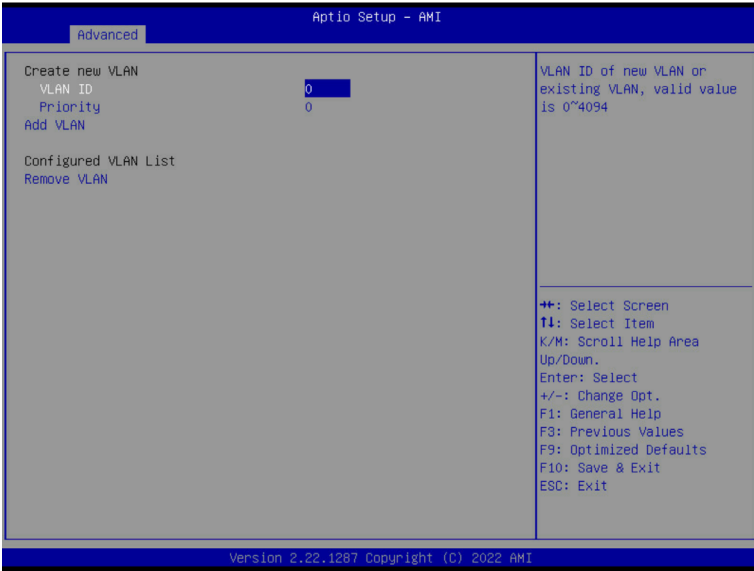 Aptio Setup – AMI
Advanced
Create new VLAN
VLAN ID 0
Priority 0
Add VLAN
Configured VLAN List
Remove VLAN
VLAN ID of new VLAN or
existing VLAN, valid value
is 0~4094
→←: Select Screen
↑↓: Select Item
K/M: Scroll Help Area
Up/Down.
Enter: Select
+/-: Change Opt.
F1: General Help
F3: Previous Values
F9: Optimized Defaults
F10: Save & Exit
ESC: Exit
Version 2.22.1287 Copyright (C) 2022 AMI